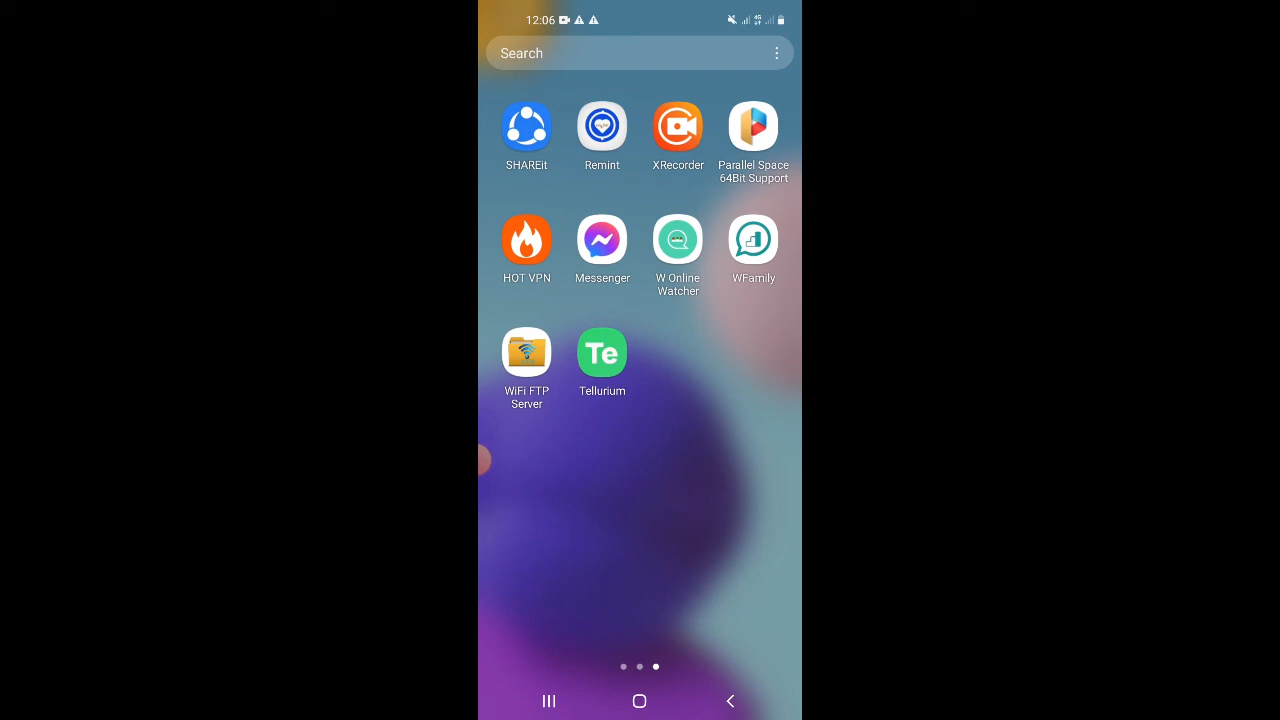 12:06
4G
Search
SHAREit
Remint
XRecorder
Parallel Space
64Bit Support
HOT VPN
Messenger
W Online
Watcher
WFamily
WiFi FTP
Server
Te
Tellurium